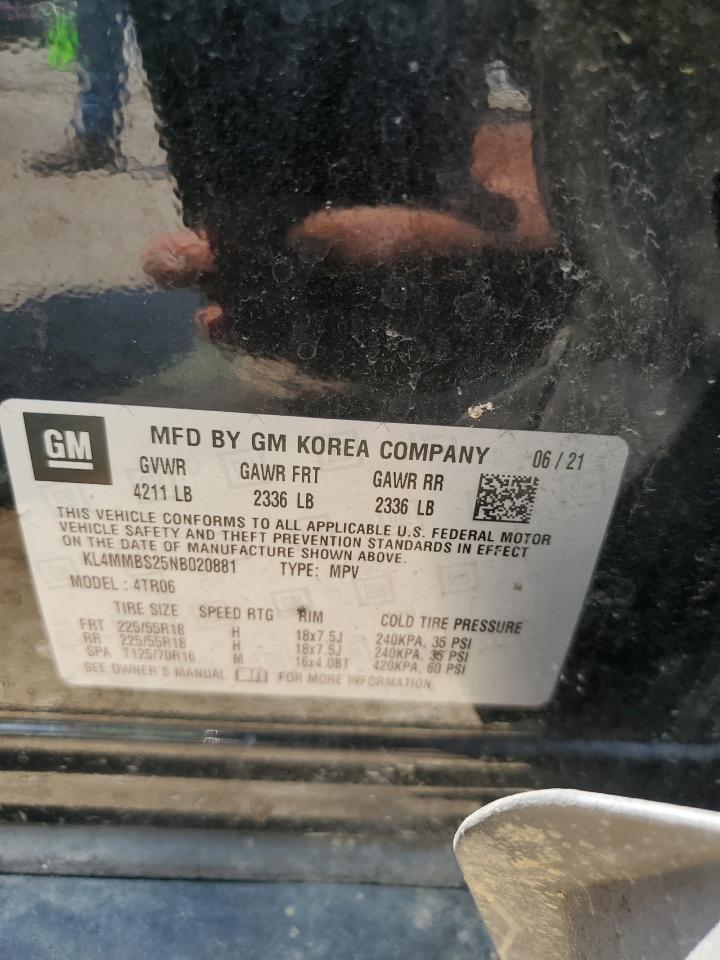 GM MFD BY GM KOREA COMPANY 06 / 21
GVWR GAWR FRT GAWR RR
4211 LB 2336 LB 2336 LB
THIS VEHICLE CONFORMS TO ALL APPLICABLE U.S. FEDERAL MOTOR
VEHICLE SAFETY AND THEFT PREVENTION STANDARDS IN EFFECT
ON THE DATE OF MANUFACTURE SHOWN ABOVE.
KL4MMBS25NB020881 TYPE: MPV
MODEL : 4TR06
TIRE SIZE SPEED RTG RIM COLD TIRE PRESSURE
FRT 225/55R18 H 18x7.5J 240KPA, 35 PSI
RR 225/55R18 H 18x7.5J 240KPA, 35 PSI
SPA T125/70R16 M 16x4.0BT 420KPA, 60 PSI
SEE OWNER'S MANUAL FOR MORE INFORMATION.